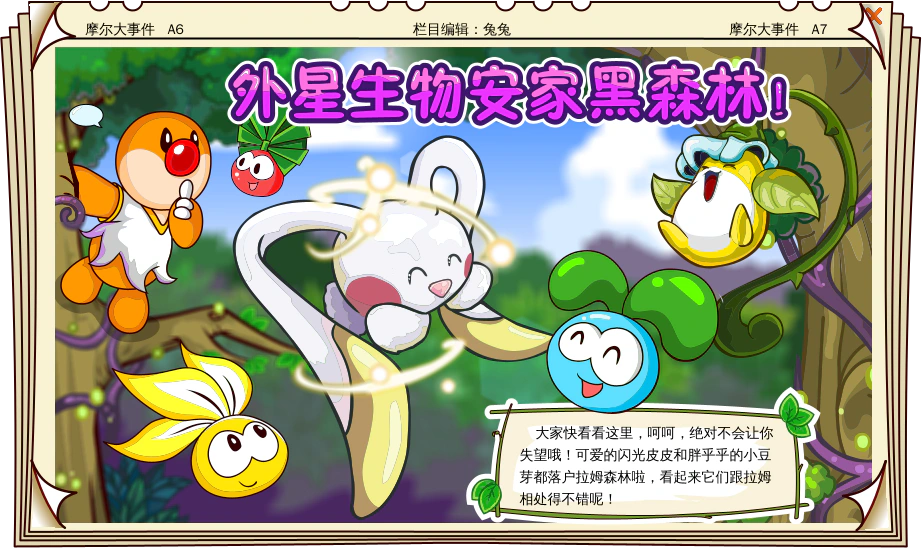 摩尔大事件 A6
栏目编辑：兔兔
摩尔大事件 A7
外星生物安家黑森林！
大家快看看这里，呵呵，绝对不会让你
失望哦！可爱的闪光皮皮和胖乎乎的小豆
芽都落户拉姆森林啦，看起来它们跟拉姆
相处得不错呢！